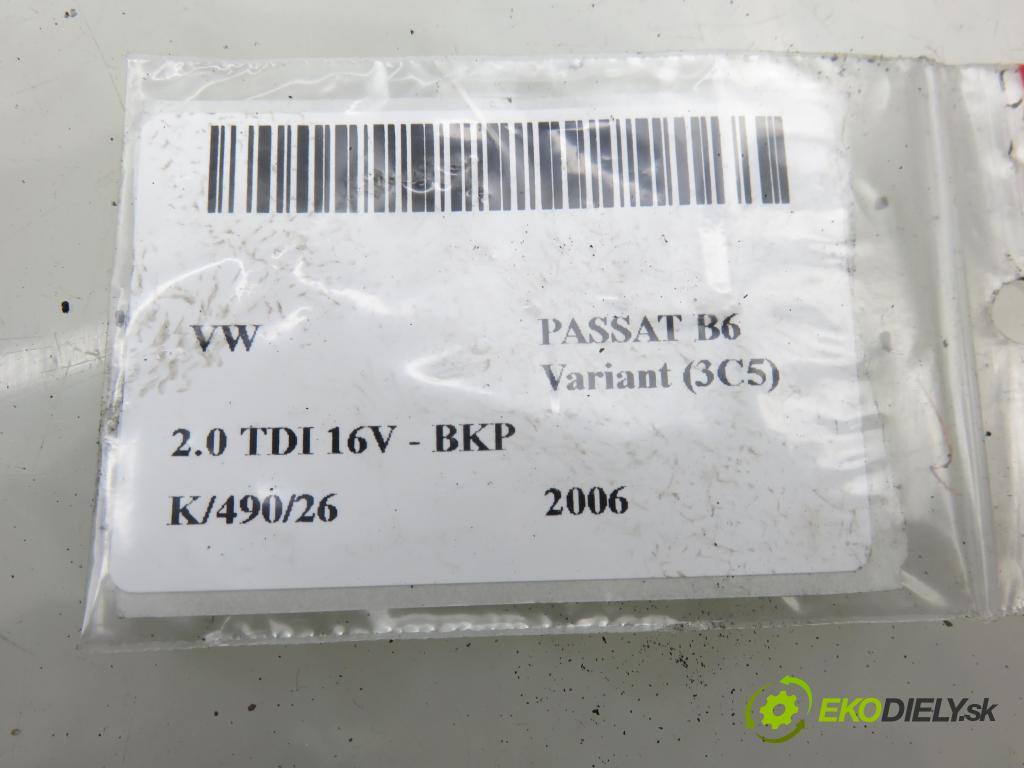 VW PASSAT B6
Variant (3C5)
2.0 TDI 16V - BKP
K/490/26 2006
EKODIELY.sk